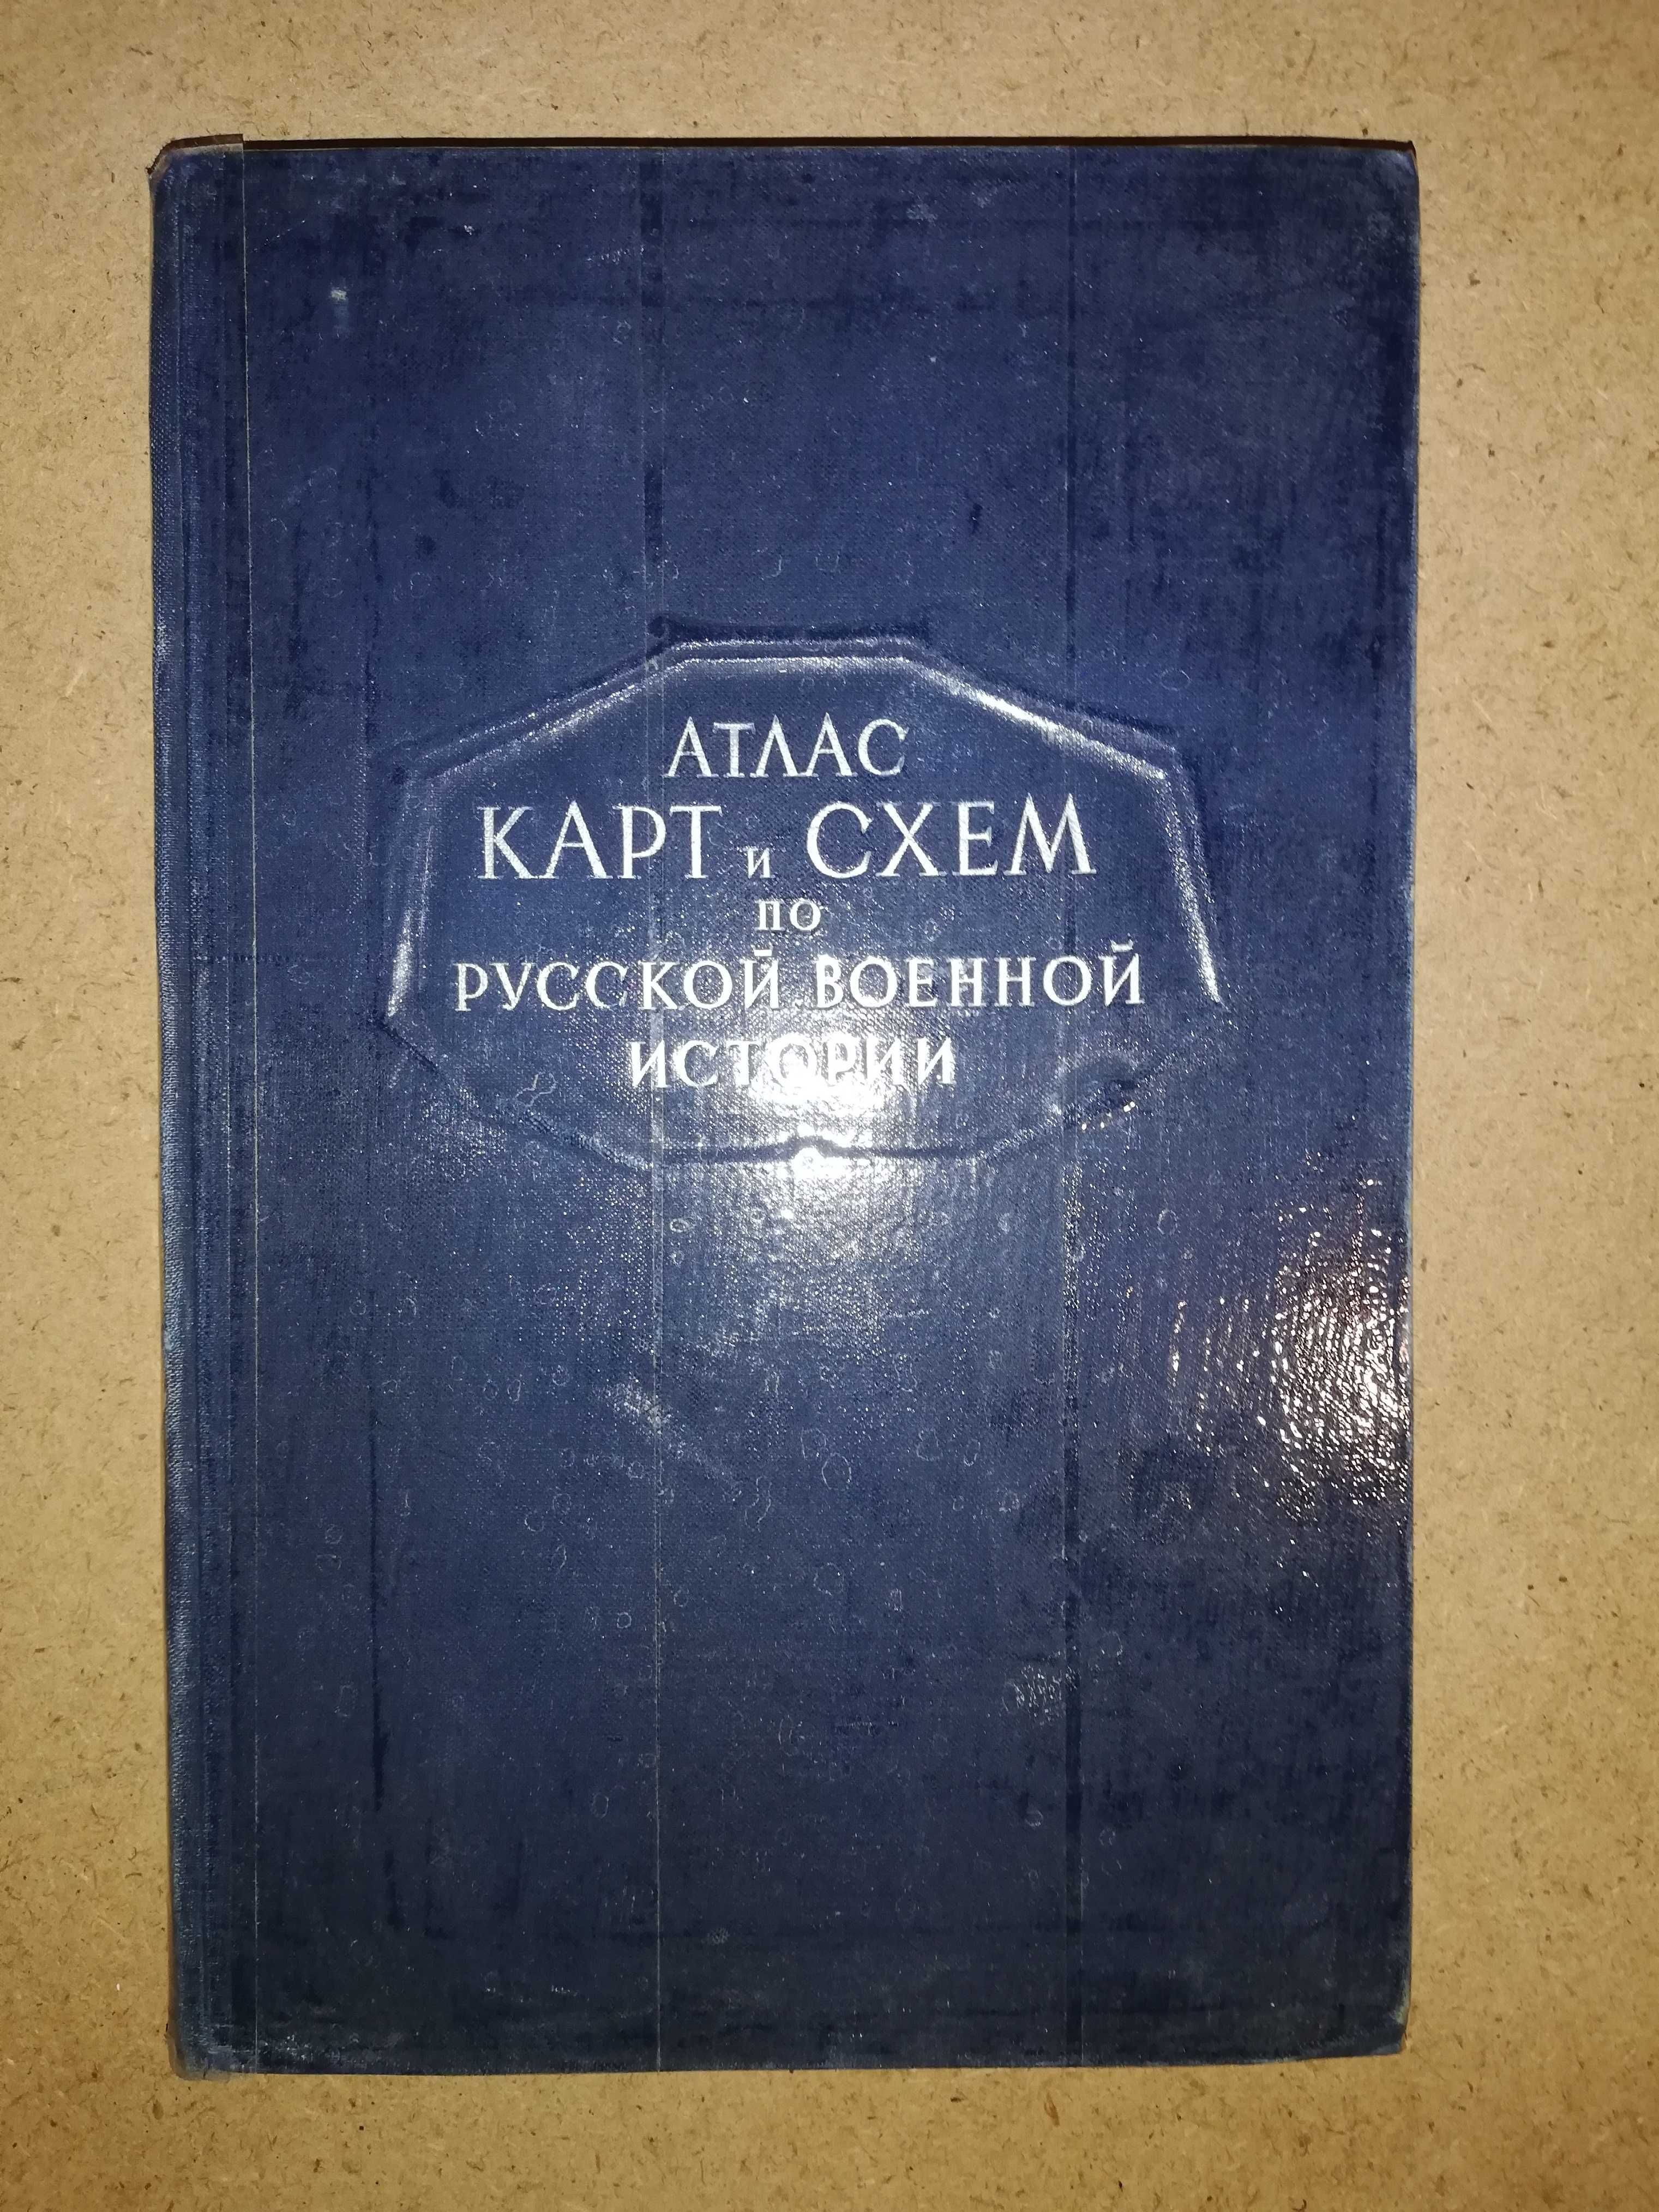 АТЛАС
КАРТ и СХЕМ
ПО
РУССКОЙ ВОЕННОЙ
ИСТОРИИ